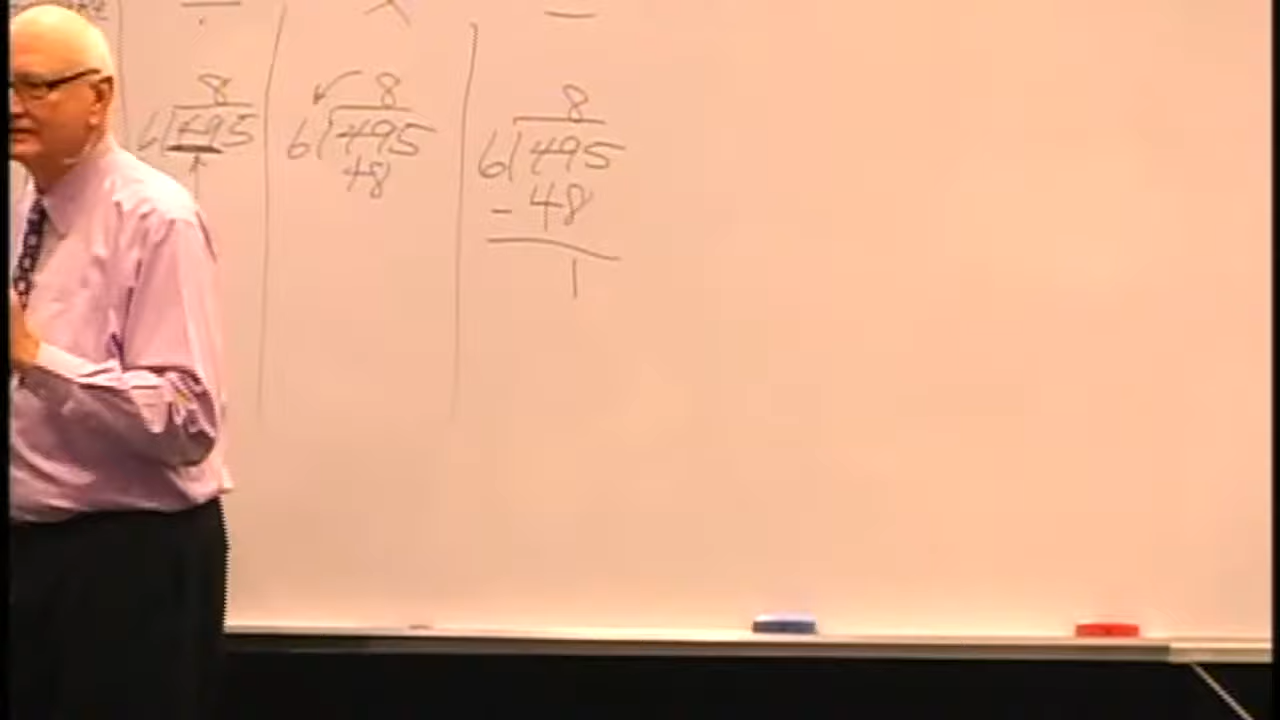 ÷ × −
8 8 8
6)495 6)495 6)495
48 − 48
1